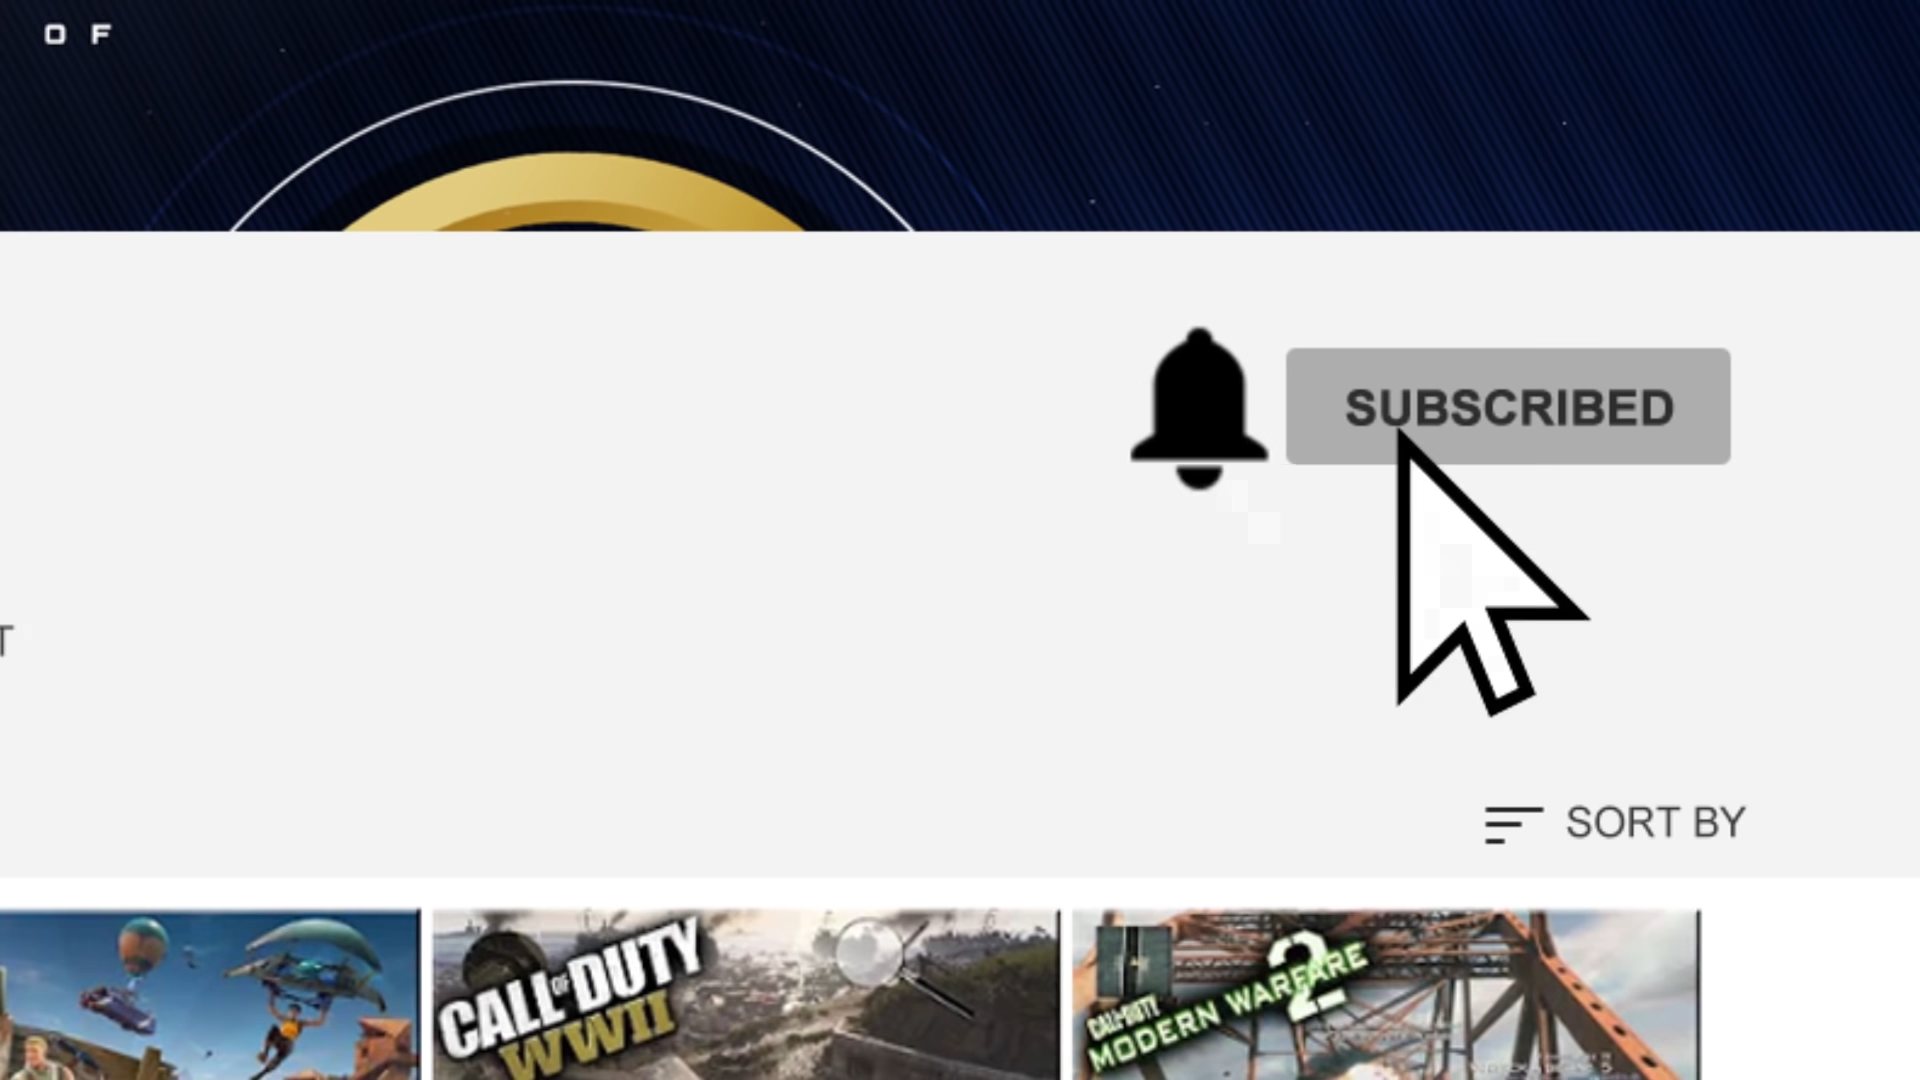 O F
SUBSCRIBED
T
SORT BY
CALL OF DUTY
WWII
CALL OF DUTY
MODERN WARFARE
2